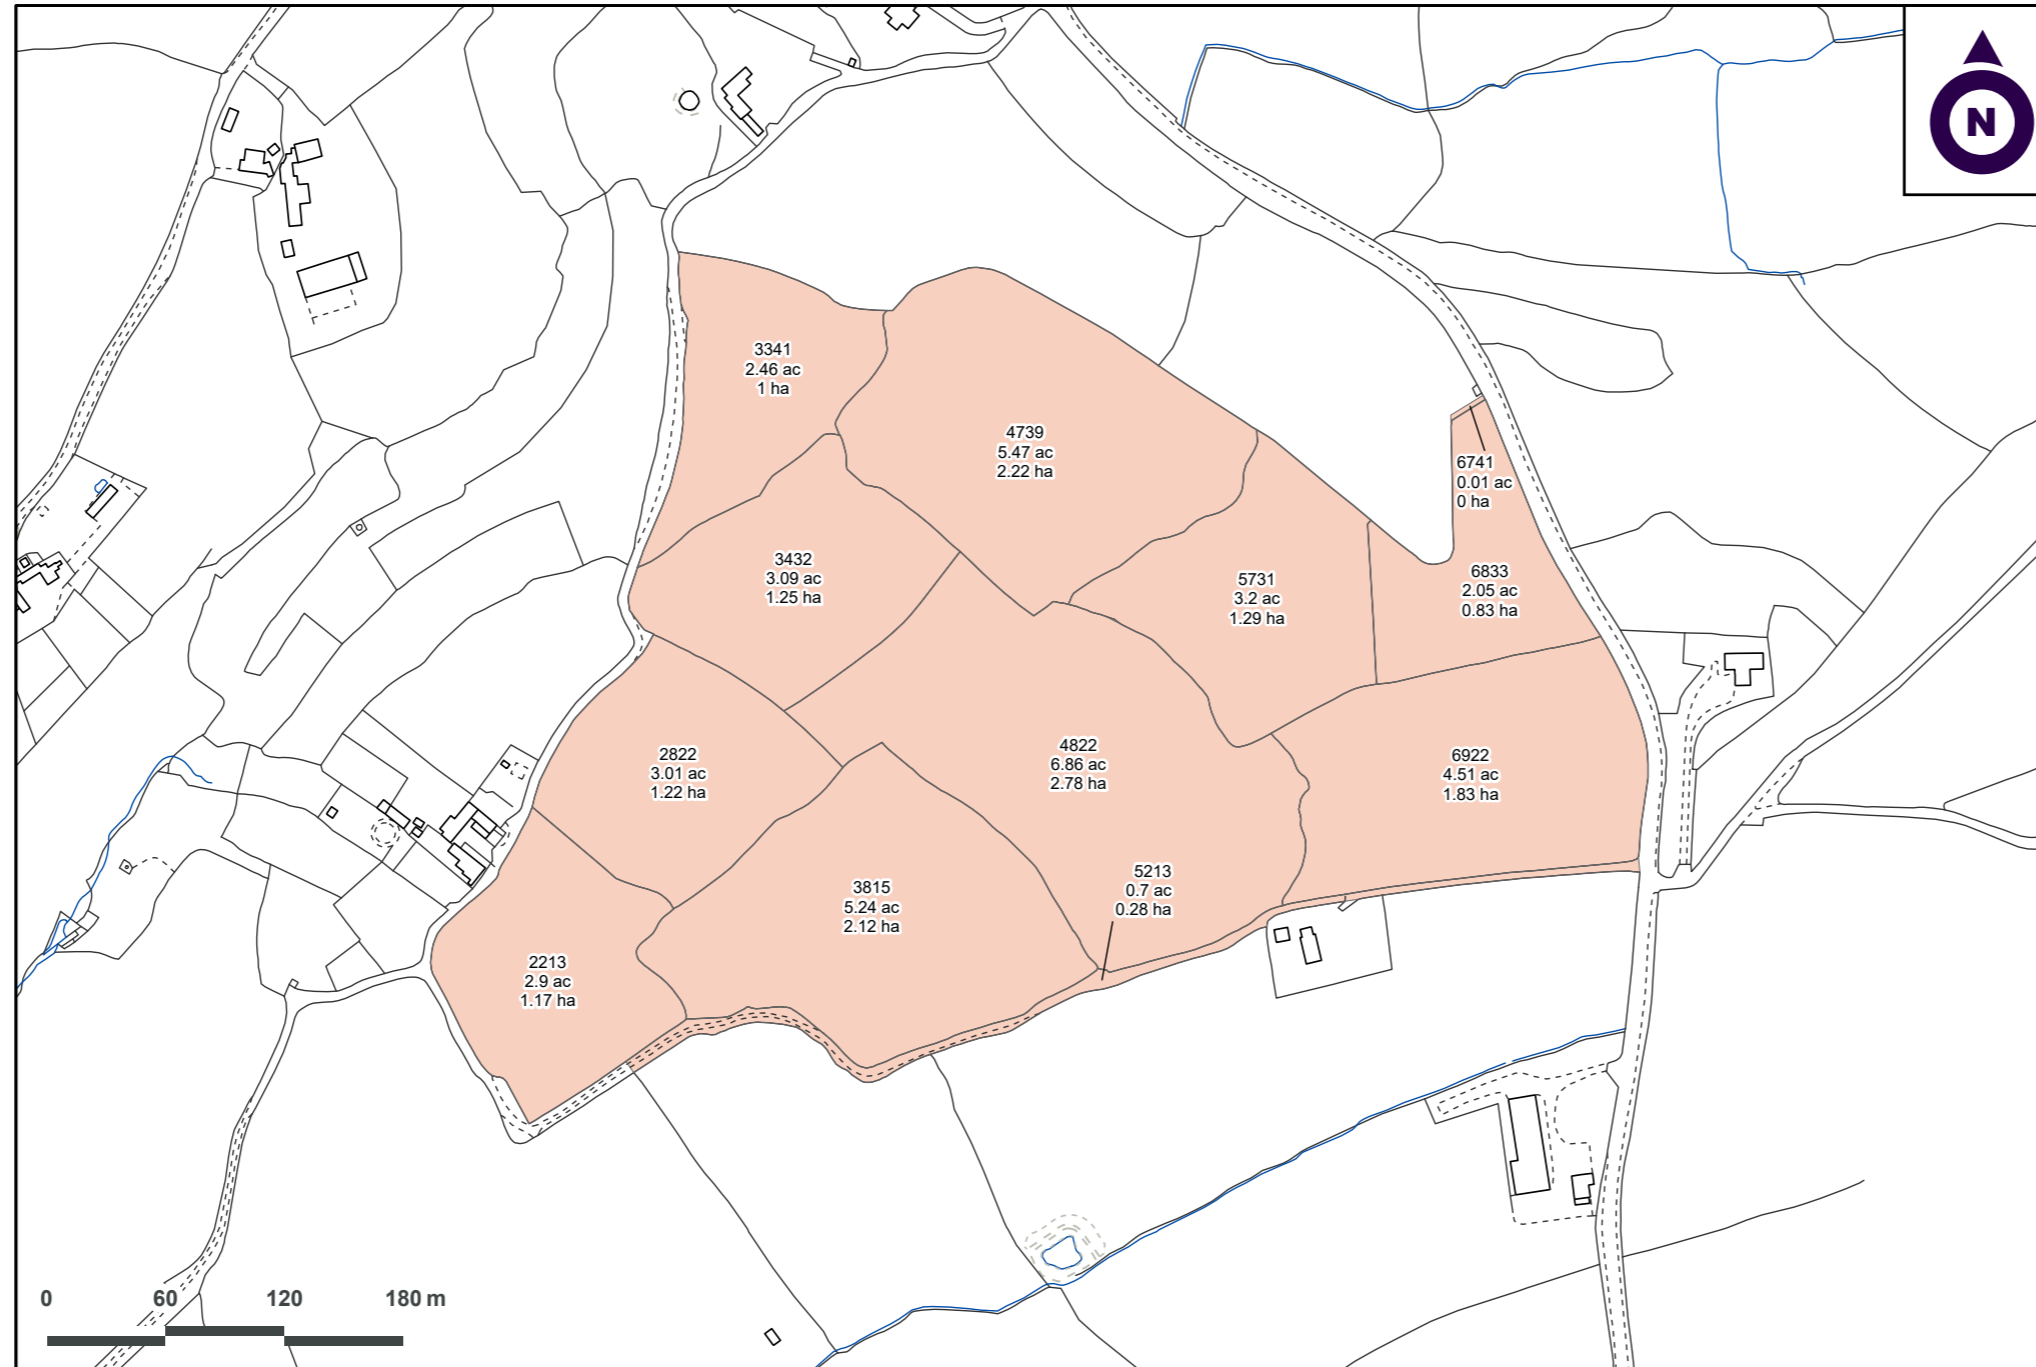 N
3341
2.46 ac
1 ha
4739
5.47 ac
2.22 ha
6741
0.01 ac
0 ha
3432
3.09 ac
1.25 ha
5731
3.2 ac
1.29 ha
6833
2.05 ac
0.83 ha
2822
3.01 ac
1.22 ha
4822
6.86 ac
2.78 ha
6922
4.51 ac
1.83 ha
3815
5.24 ac
2.12 ha
5213
0.7 ac
0.28 ha
2213
2.9 ac
1.17 ha
0 60 120 180 m